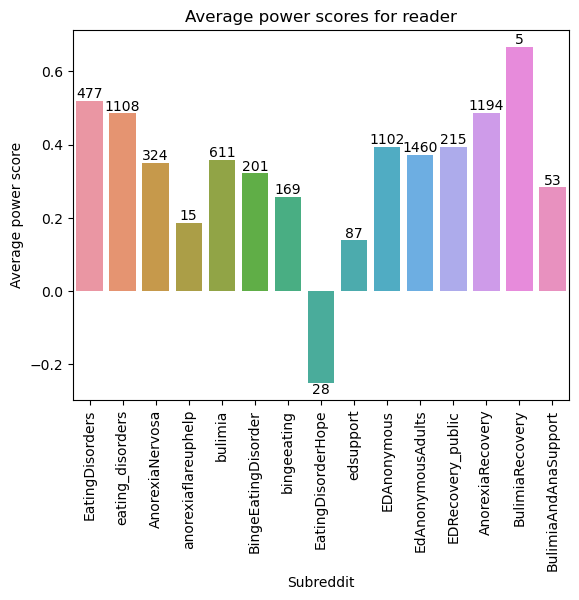 Average power scores for reader
Average power score
0.6
0.4
0.2
0.0
−0.2
477
1108
324
15
611
201
169
28
87
1102
1460
215
1194
5
53
EatingDisorders
eating_disorders
AnorexiaNervosa
anorexiaflareuphelp
bulimia
BingeEatingDisorder
bingeeating
EatingDisorderHope
edsupport
EDAnonymous
EdAnonymousAdults
EDRecovery_public
AnorexiaRecovery
BulimiaRecovery
BulimiaAndAnaSupport
Subreddit